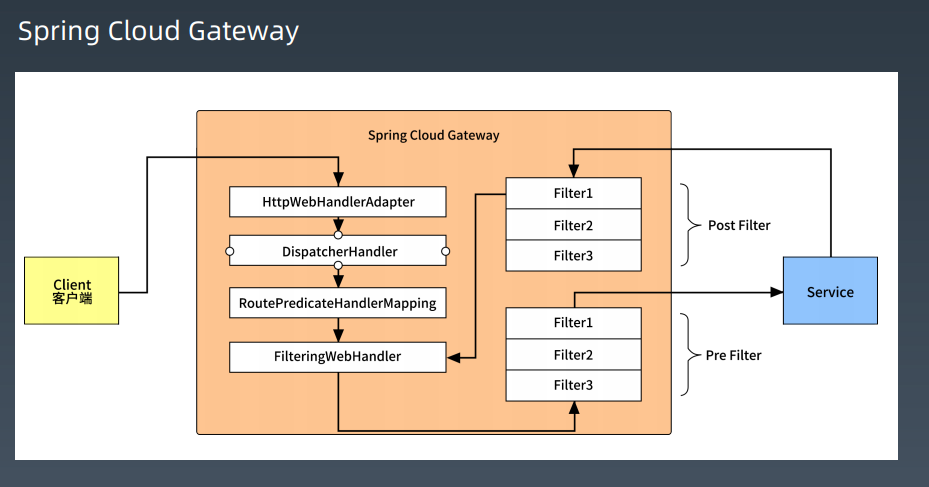 Spring Cloud Gateway
Spring Cloud Gateway
HttpWebHandlerAdapter
DispatcherHandler
RoutePredicateHandlerMapping
FilteringWebHandler
Client
客户端
Filter1
Filter2
Filter3
Post Filter
Filter1
Filter2
Filter3
Pre Filter
Service